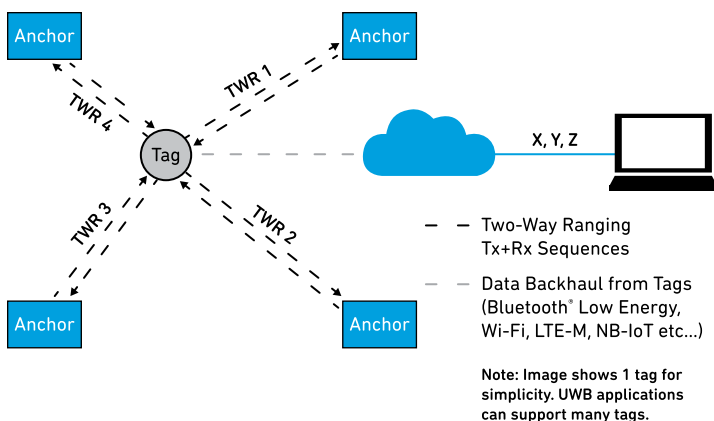 Anchor
Anchor
TWR 1
TWR 4
X, Y, Z
Tag
TWR 3
TWR 2
Two-Way Ranging
Tx+Rx Sequences
Data Backhaul from Tags
(Bluetooth® Low Energy,
Wi-Fi, LTE-M, NB-IoT etc...)
Anchor
Anchor
Note: Image shows 1 tag for
simplicity. UWB applications
can support many tags.